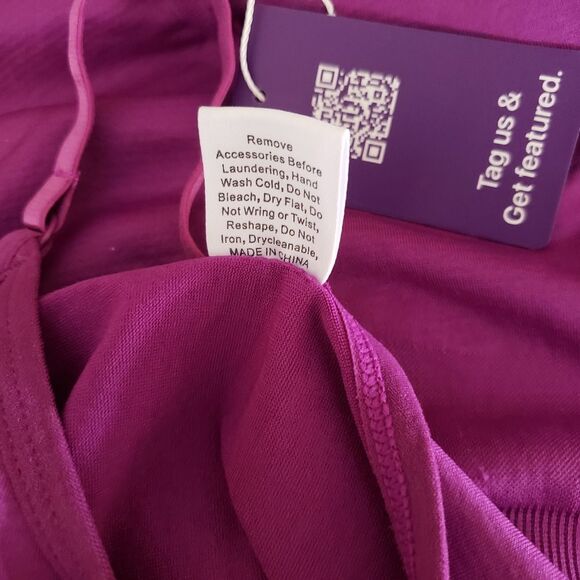 Remove
Accessories Before
Laundering, Hand
Wash Cold, Do Not
Bleach, Dry Flat, Do
Not Wring or Twist,
Reshape, Do Not
Iron, Drycleanable,
MADE IN CHINA
Tag us &
Get featured.